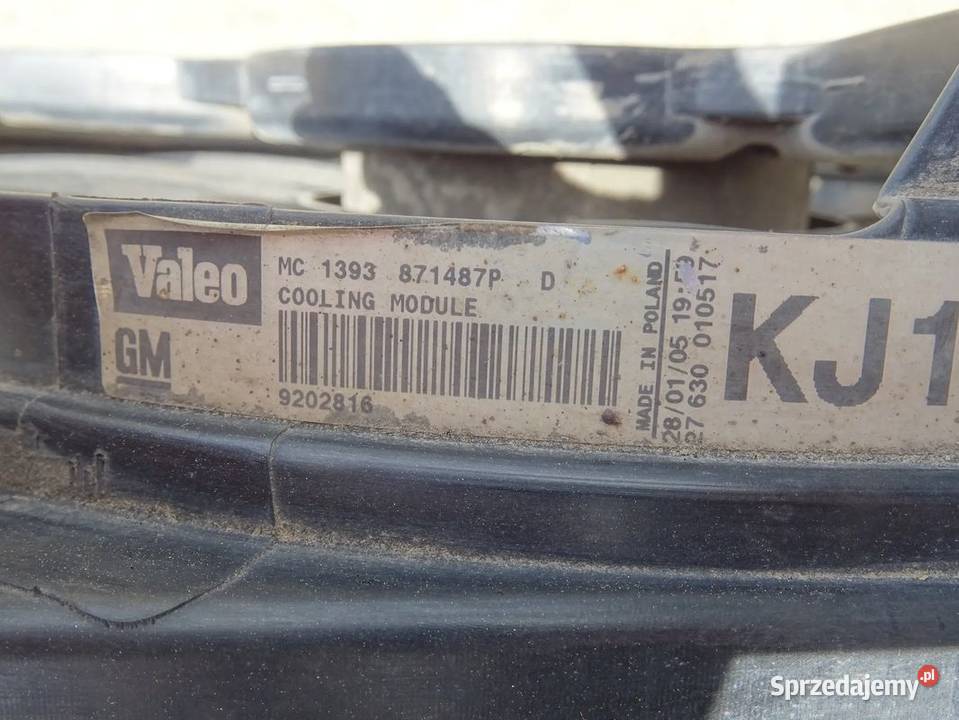 Valeo
GM
MC 1393 871487P D
COOLING MODULE
9202816
MADE IN POLAND
28/01/05 19:59
27 630 010517
KJ1
Sprzedajemy.pl